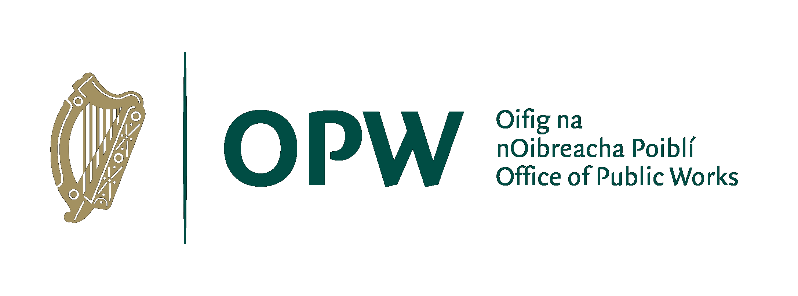 OPW
Oifig na
nOibreacha Poiblí
Office of Public Works